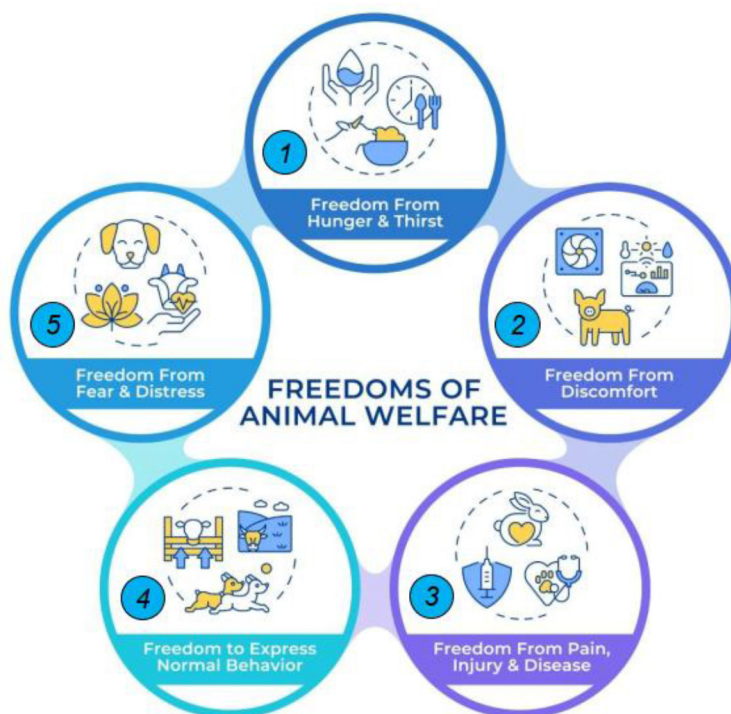 1
Freedom From
Hunger & Thirst
2
Freedom From
Discomfort
3
Freedom From Pain,
Injury & Disease
4
Freedom to Express
Normal Behavior
5
Freedom From
Fear & Distress
FREEDOMS OF
ANIMAL WELFARE